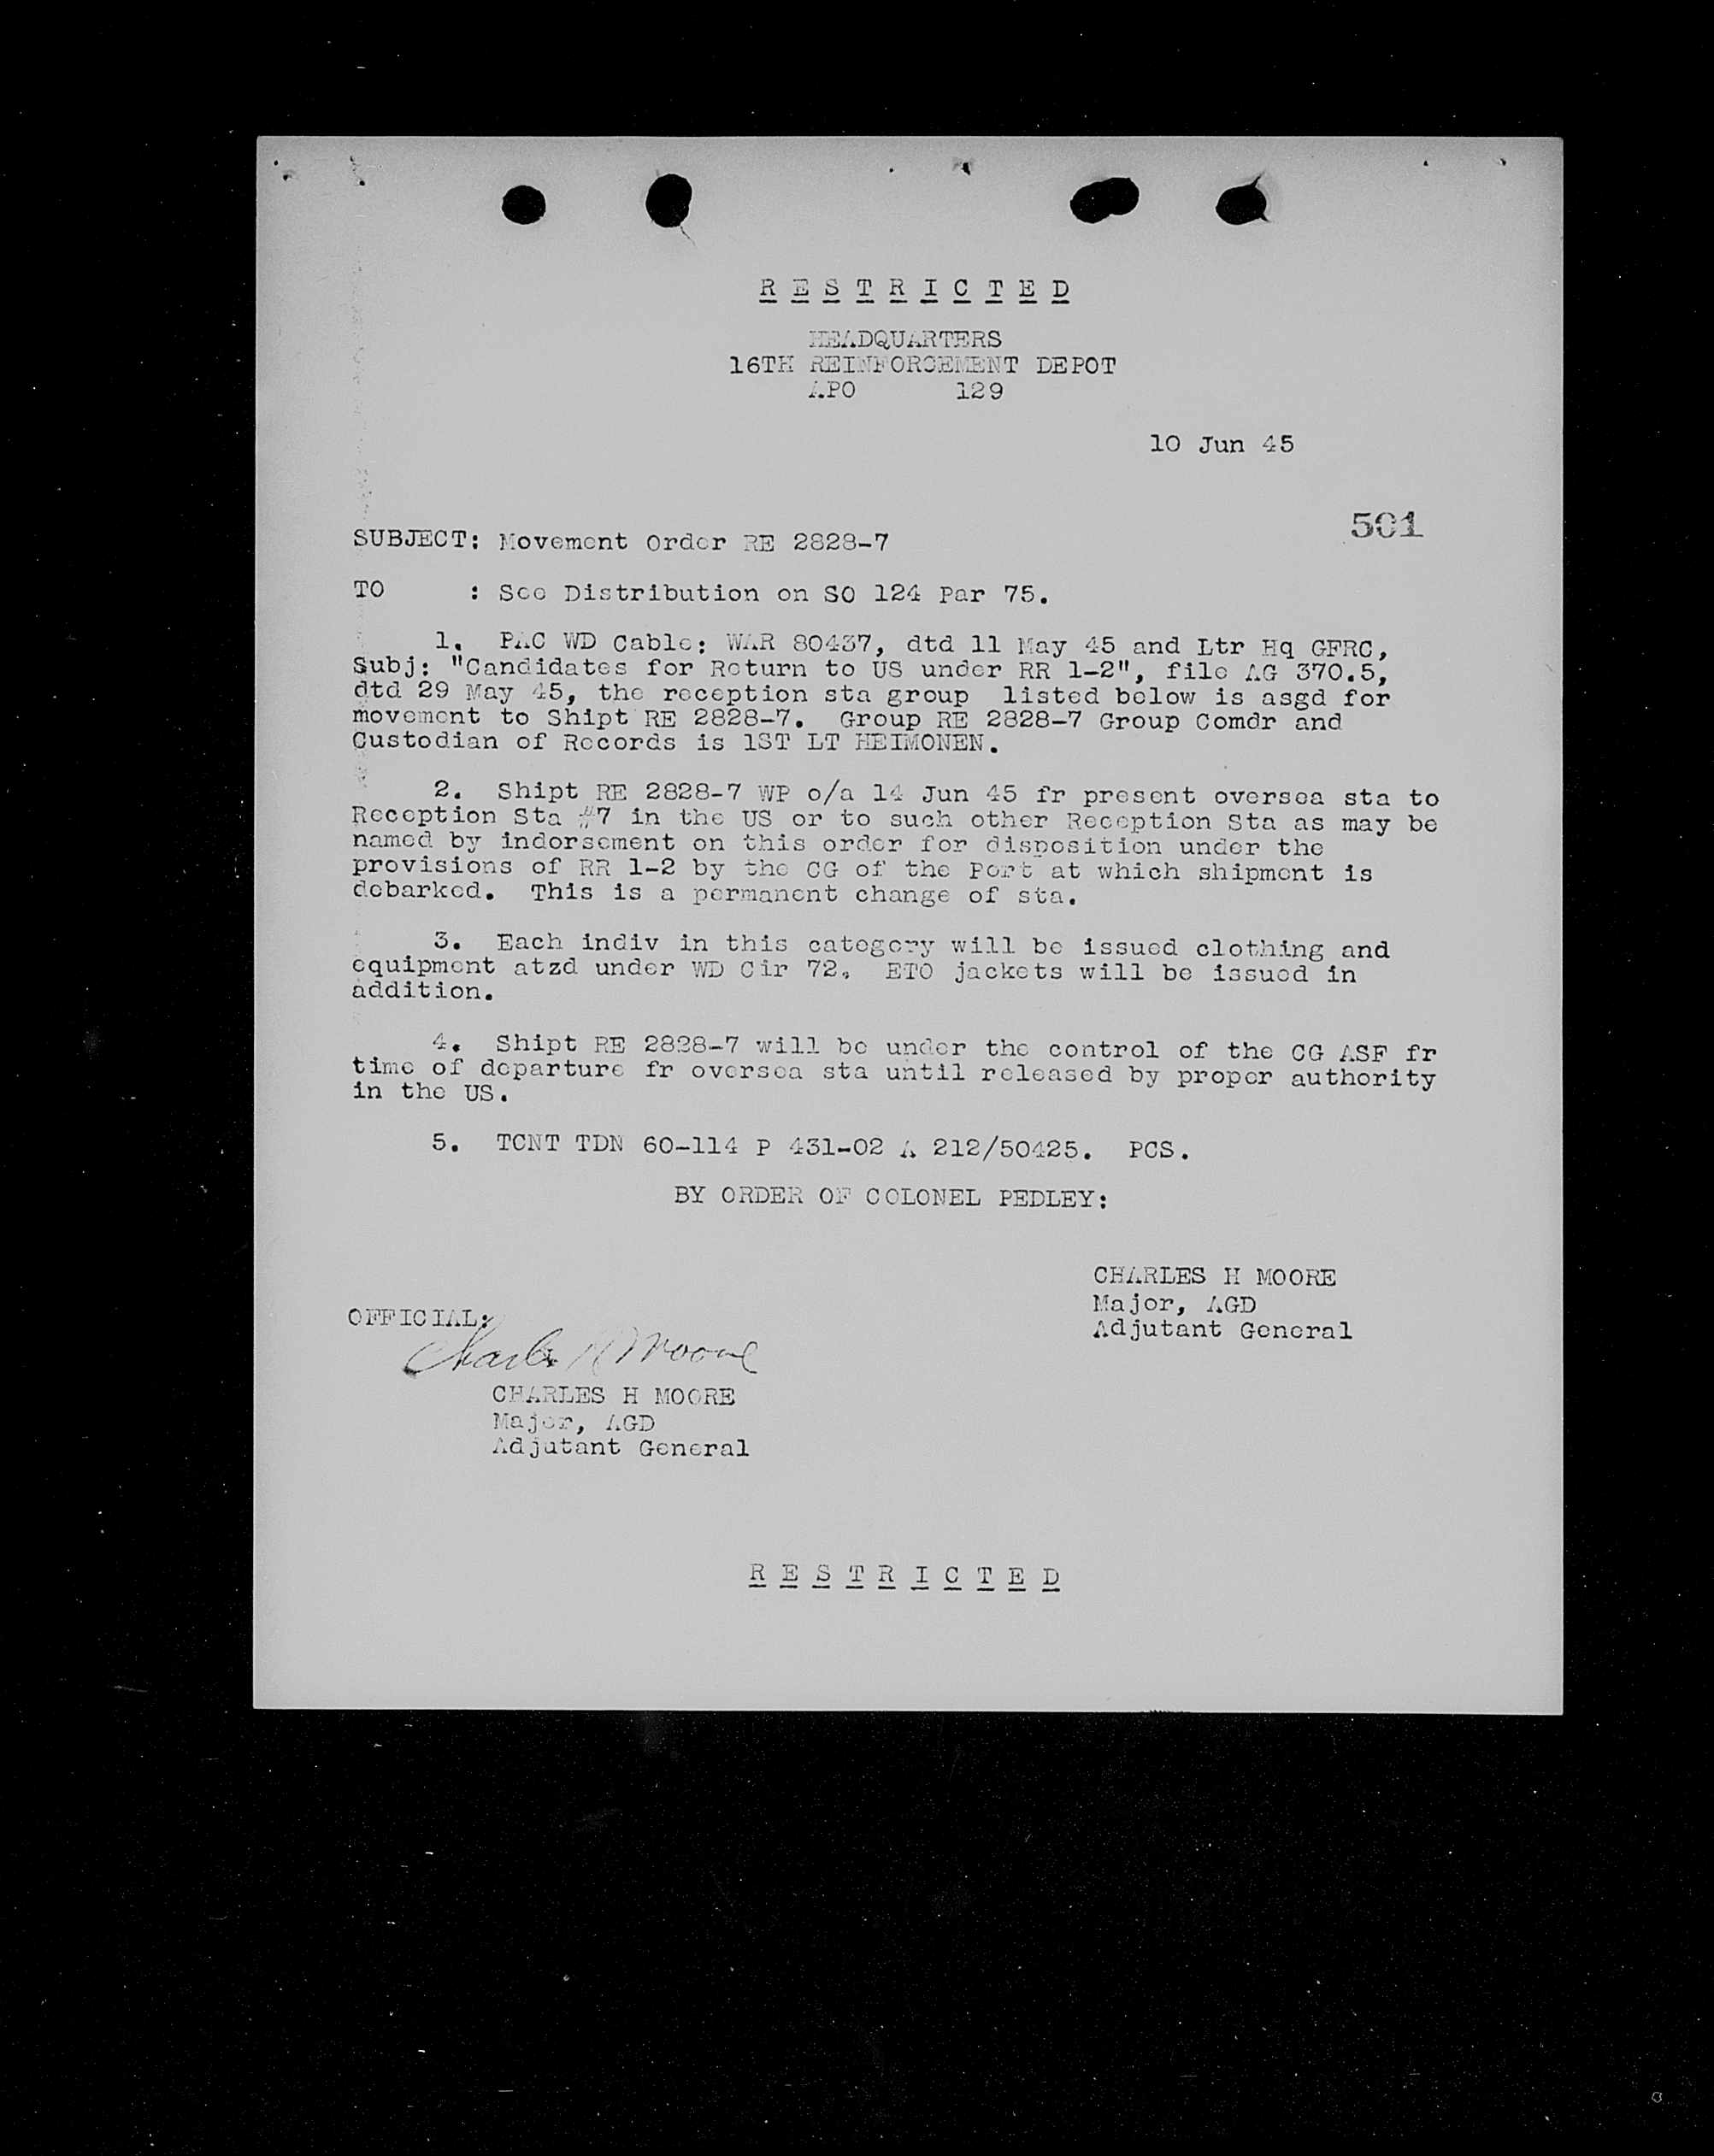 RESTRICTED
HEADQUARTERS
16TH REINFORCEMENT DEPOT
APO 129
10 Jun 45
501
SUBJECT: Movement Order RE 2828-7
TO : See Distribution on SO 124 Par 75.
1. PAC WD Cable: WAR 80437, dtd 11 May 45 and Ltr Hq GFRC,
Subj: "Candidates for Return to US under RR 1-2", file AG 370.5,
dtd 29 May 45, the reception sta group listed below is asgd for
movement to Shipt RE 2828-7. Group RE 2828-7 Group Comdr and
Custodian of Records is 1ST LT HEIMONEN.
2. Shipt RE 2828-7 WP o/a 14 Jun 45 fr present oversea sta to
Reception Sta #7 in the US or to such other Reception Sta as may be
named by indorsement on this order for disposition under the
provisions of RR 1-2 by the CG of the Port at which shipment is
debarked. This is a permanent change of sta.
3. Each indiv in this category will be issued clothing and
equipment atzd under WD Cir 72. ETO jackets will be issued in
addition.
4. Shipt RE 2828-7 will be under the control of the CG ASF fr
time of departure fr oversea sta until released by proper authority
in the US.
5. TCNT TDN 60-114 P 431-02 A 212/50425. PCS.
BY ORDER OF COLONEL PEDLEY:
CHARLES H MOORE
Major, AGD
Adjutant General
OFFICIAL:
Charles H Moore
CHARLES H MOORE
Major, AGD
Adjutant General
RESTRICTED